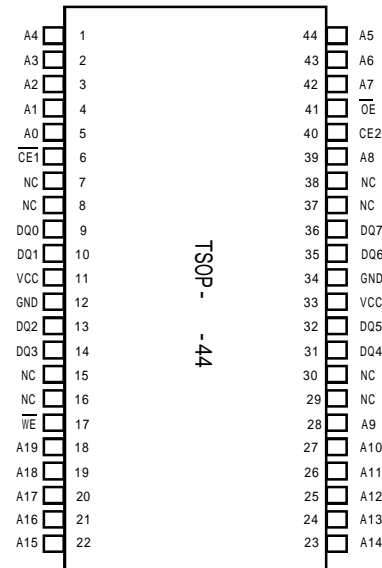 A4 1 44 A5
A3 2 43 A6
A2 3 42 A7
A1 4 41 O̅E̅
A0 5 40 CE2
C̅E̅1̅ 6 39 A8
NC 7 38 NC
NC 8 37 NC
DQ0 9 36 DQ7
DQ1 10 35 DQ6
VCC 11 34 GND
GND 12 33 VCC
DQ2 13 32 DQ5
DQ3 14 31 DQ4
NC 15 30 NC
NC 16 29 NC
W̅E̅ 17 28 A9
A19 18 27 A10
A18 19 26 A11
A17 20 25 A12
A16 21 24 A13
A15 22 23 A14
TSOP- -44